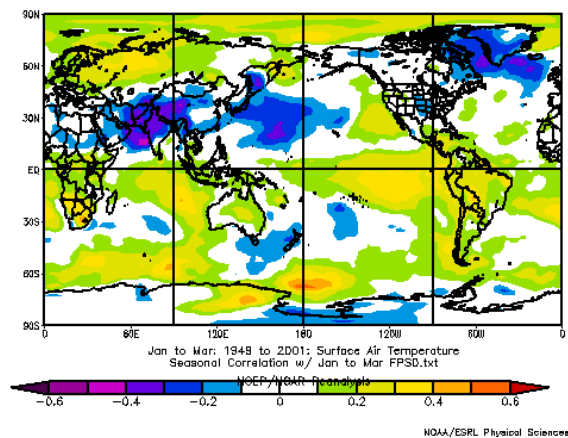 90N
60N
30N
EQ
30S
60S
90S
0 60E 120E 180 120W 60W 0
Jan to Mar: 1949 to 2001: Surface Air Temperature
Seasonal Correlation w/ Jan to Mar FPSD.txt
NCEP/NCAR Reanalysis
-0.6 -0.4 -0.2 0 0.2 0.4 0.6
NOAA/ESRL Physical Sciences